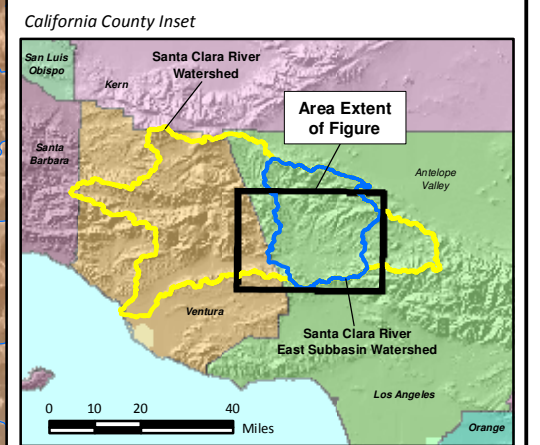 California County Inset
San Luis
Obispo
Kern
Santa Clara River
Watershed
Area Extent
of Figure
Santa
Barbara
Antelope
Valley
Ventura
Santa Clara River
East Subbasin Watershed
Los Angeles
Orange
0 10 20 40
Miles